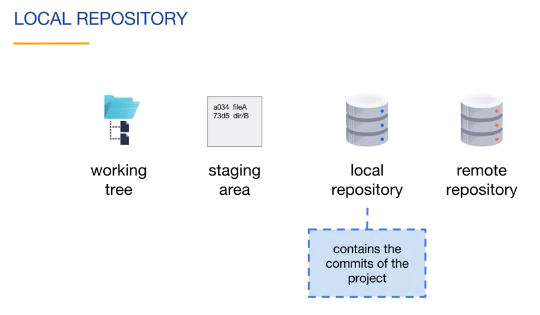 LOCAL REPOSITORY
a034 fileA
73d5 dir/B
working
tree
staging
area
local
repository
remote
repository
contains the
commits of the
project